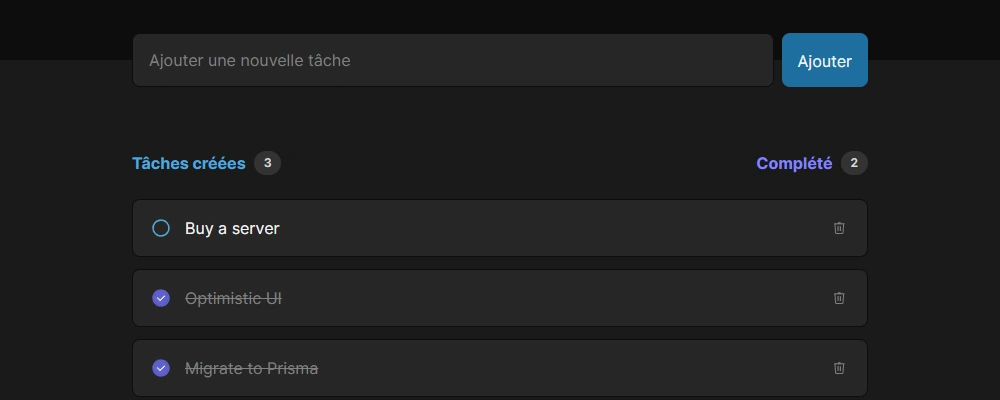 Ajouter une nouvelle tâche
Ajouter
Tâches créées 3
Complété 2
Buy a server
Optimistic UI
Migrate to Prisma